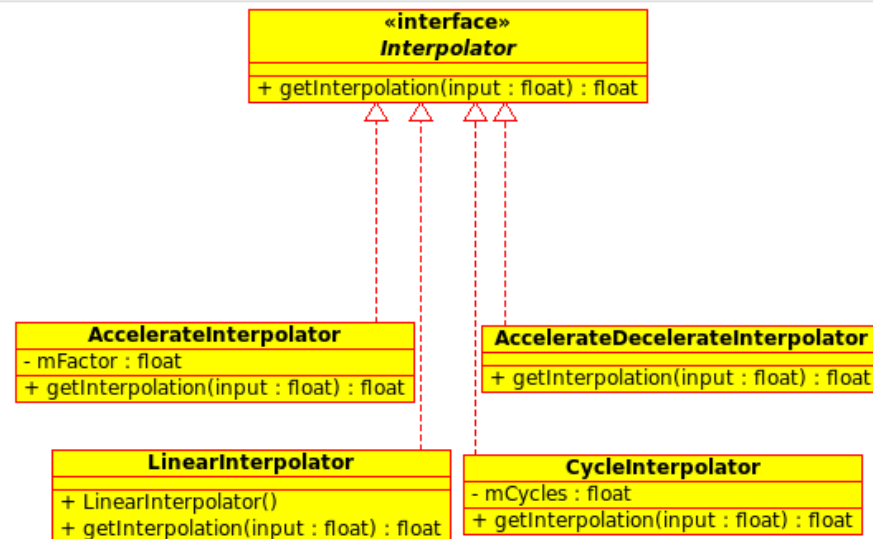 «interface»
Interpolator
+ getInterpolation(input : float) : float
AccelerateInterpolator
- mFactor : float
+ getInterpolation(input : float) : float
AccelerateDecelerateInterpolator
+ getInterpolation(input : float) : float
LinearInterpolator
+ LinearInterpolator()
+ getInterpolation(input : float) : float
CycleInterpolator
- mCycles : float
+ getInterpolation(input : float) : float